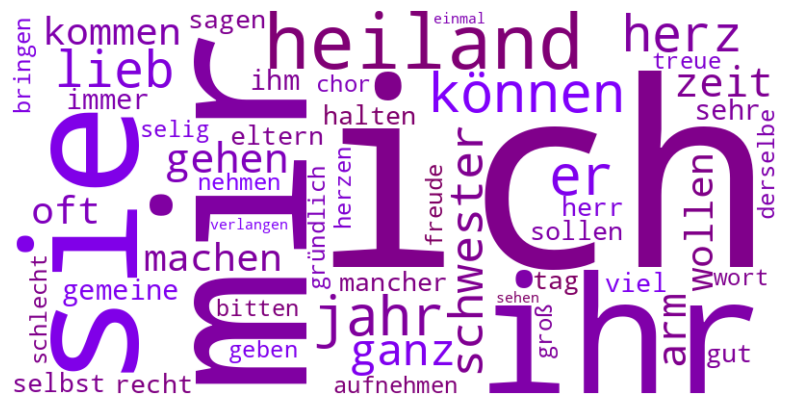 sagen
einmal
kommen
heiland
herz
bringen
lieb
ihm
chor
können
treue
zeit
immer
halten
sehr
selig
eltern
sie
mir
ich
gehen
nehmen
er
derselbe
oft
herzen
herr
verlangen
gründlich
freude
schwester
sollen
wollen
machen
schlecht
gemeine
mancher
tag
viel
wort
sehen
bitten
jahr
ihr
groß
arm
geben
ganz
gut
selbst
recht
aufnehmen